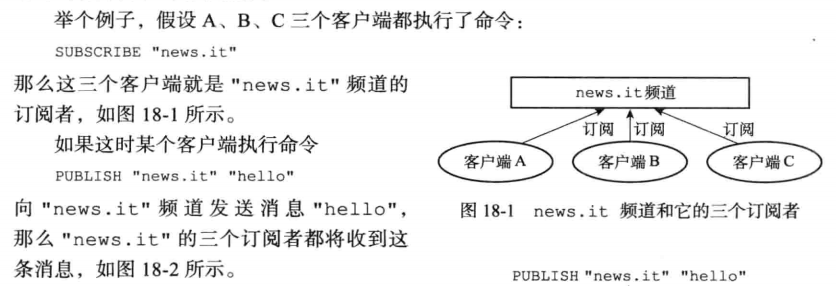 举个例子，假设 A、B、C 三个客户端都执行了命令：
SUBSCRIBE "news.it"
那么这三个客户端就是 "news.it" 频道的
订阅者，如图 18-1 所示。
如果这时某个客户端执行命令
PUBLISH "news.it" "hello"
向 "news.it" 频道发送消息 "hello"，
那么 "news.it" 的三个订阅者都将收到这
条消息，如图 18-2 所示。
news.it 频道
订阅 订阅 订阅
客户端 A 客户端 B 客户端 C
图 18-1 news.it 频道和它的三个订阅者
PUBLISH "news.it" "hello"